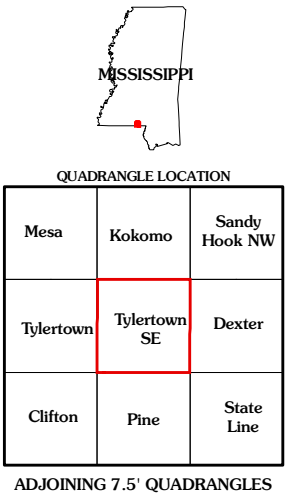 MISSISSIPPI
QUADRANGLE LOCATION
Mesa
Kokomo
Sandy
Hook NW
Tylertown
Tylertown
SE
Dexter
Clifton
Pine
State
Line
ADJOINING 7.5' QUADRANGLES